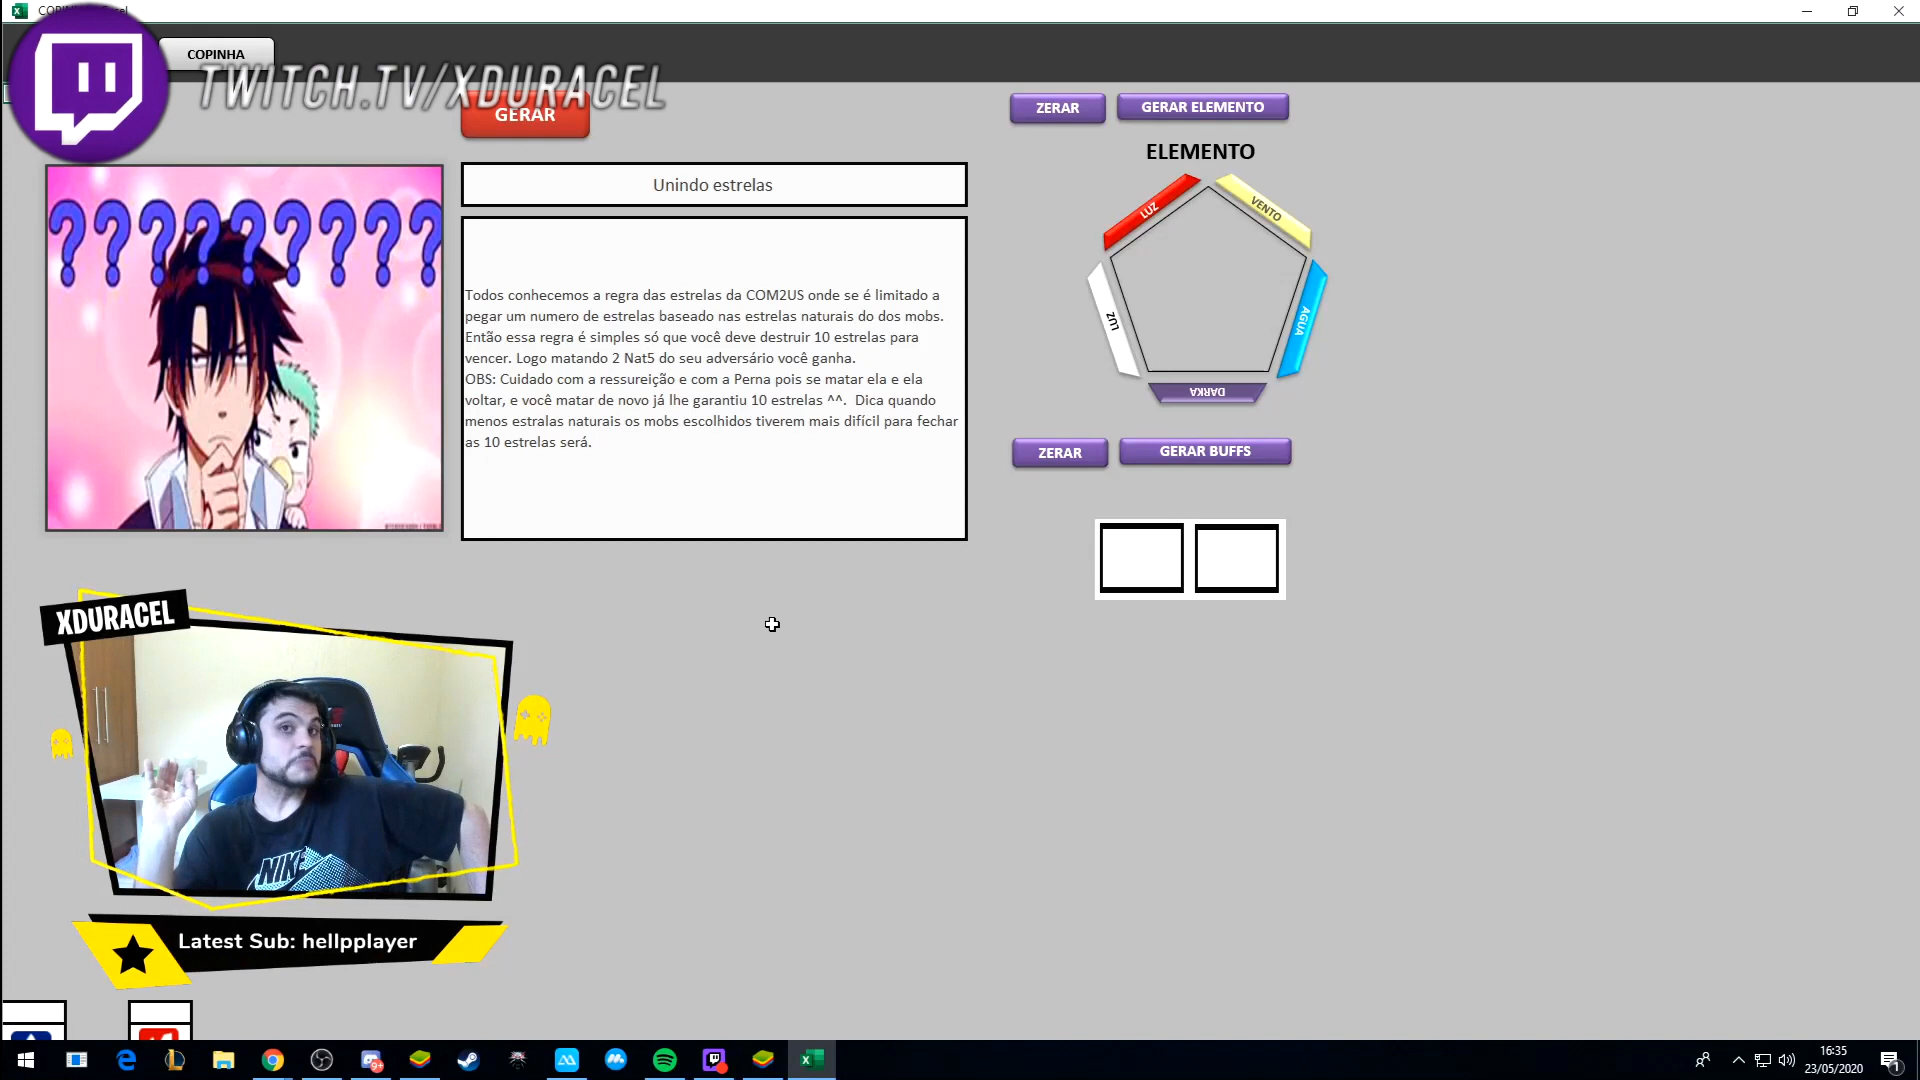 COPINHA
TWITCH.TV/XDURACEL
GERAR
ZERAR
GERAR ELEMENTO
ELEMENTO
LUZ
VENTO
AGUA
DARKA
LUZ
Unindo estrelas
Todos conhecemos a regra das estrelas da COM2US onde se é limitado a
pegar um numero de estrelas baseado nas estrelas naturais do dos mobs.
Então essa regra é simples só que você deve destruir 10 estrelas para
vencer. Logo matando 2 Nat5 do seu adversário você ganha.
OBS: Cuidado com a ressureição e com a Perna pois se matar ela e ela
voltar, e você matar de novo já lhe garantiu 10 estrelas ^^. Dica quando
menos estralas naturais os mobs escolhidos tiverem mais difícil para fechar
as 10 estrelas será.
ZERAR
GERAR BUFFS
XDURACEL
NIKE
Latest Sub: hellpplayer
16:35
23/05/2020